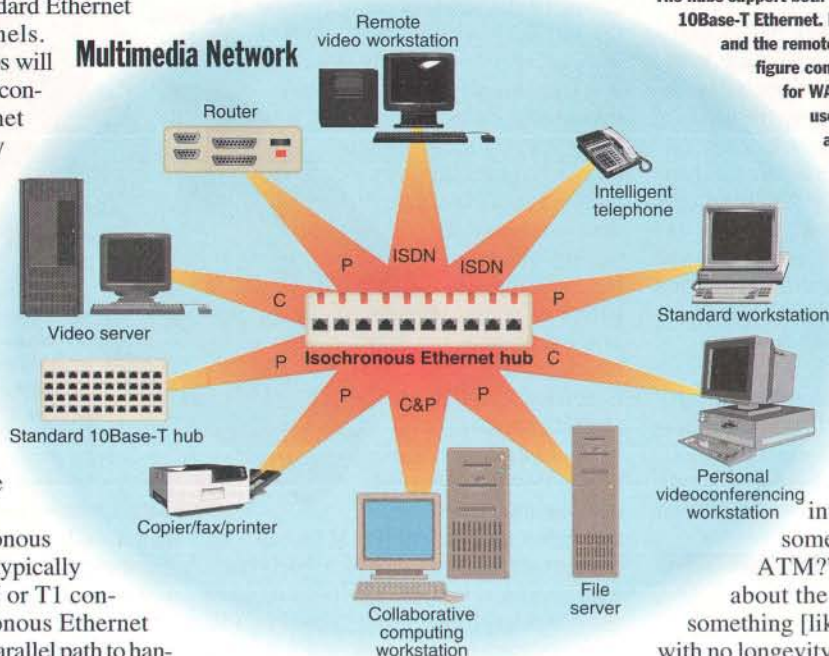 dard Ethernet
nels.
s will
con-
net
Multimedia Network
Remote
video workstation
10Base-T Ethernet.
and the remote
figure con
for WA
use
a
Router
Intelligent
telephone
P
ISDN
ISDN
C
P
Video server
Standard workstation
P
Isochronous Ethernet hub
C
P
C&P
P
Standard 10Base-T hub
Copier/fax/printer
Collaborative
computing
workstation
File
server
Personal
videoconferencing
workstation
onous
ypically
or T1 con-
onous Ethernet
parallel path to han-
in
some
ATM?"
about the
something [lik
with no longevity